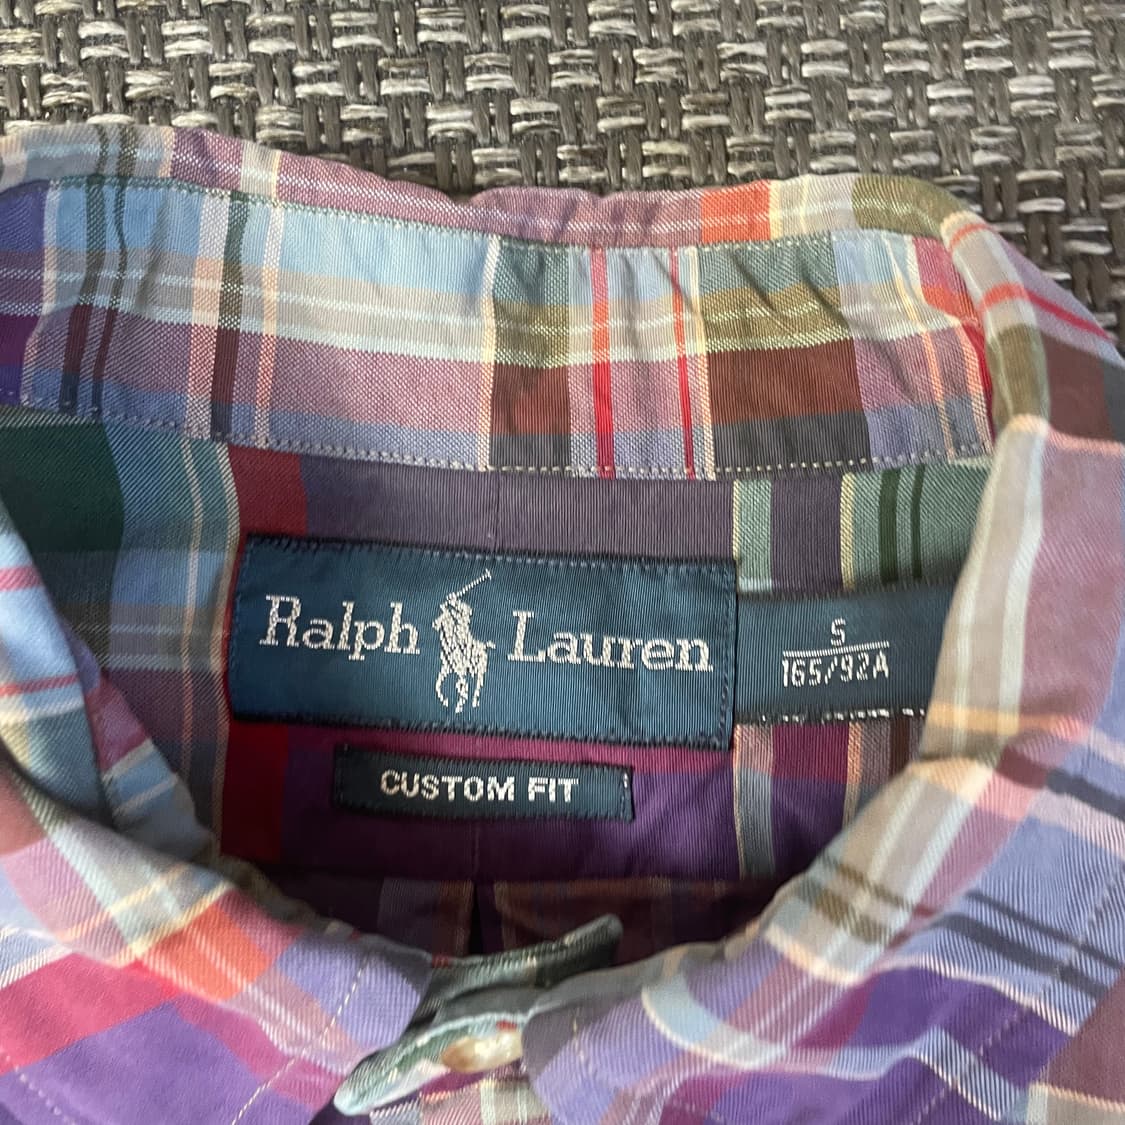 Ralph Lauren
S
165/92A
CUSTOM FIT